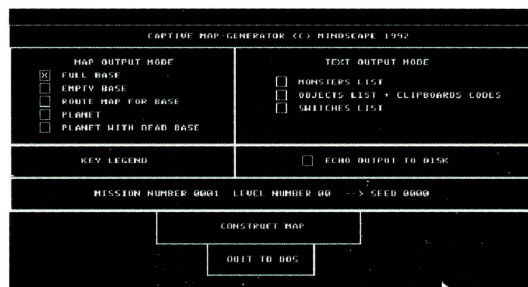 CAPTIVE MAP-GENERATOR (C) MINDSCAPE 1992
MAP OUTPUT MODE
FULL BASE
EMPTY BASE
ROUTE MAP FOR BASE
PLANET
PLANET WITH DEAD BASE
TEXT OUTPUT MODE
MONSTERS LIST
OBJECTS LIST + CLIPBOARDS CODES
SWITCHES LIST
KEY LEGEND
ECHO OUTPUT TO DISK
MISSION NUMBER 0001 LEVEL NUMBER 00 --> SEED 0000
CONSTRUCT MAP
QUIT TO DOS